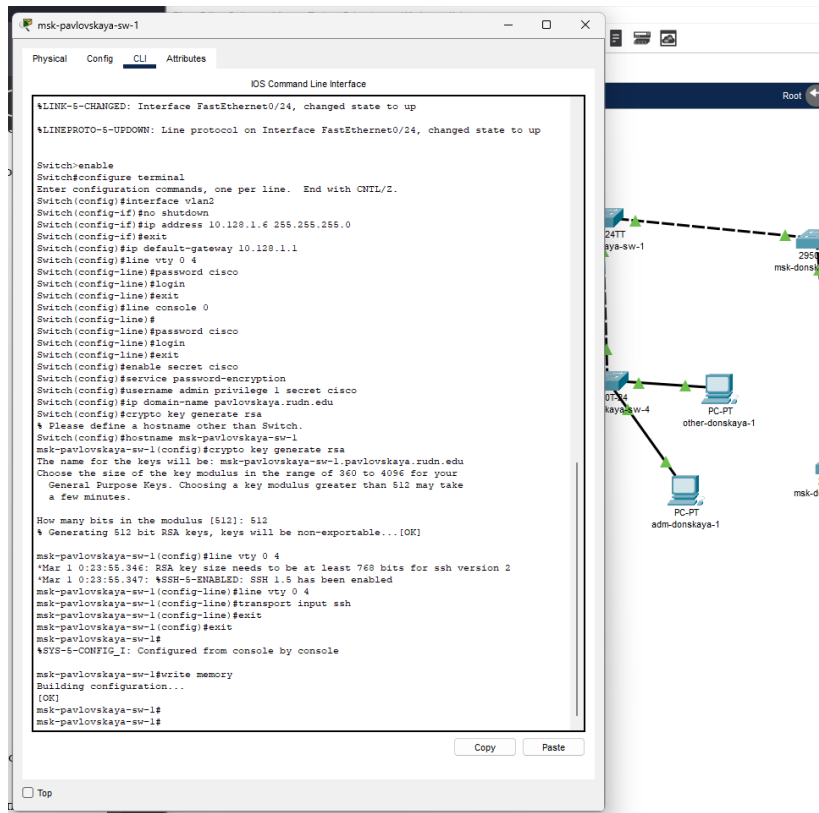 msk-pavlovskaya-sw-1
Physical Config CLI Attributes
IOS Command Line Interface
%LINK-5-CHANGED: Interface FastEthernet0/24, changed state to up
%LINEPROTO-5-UPDOWN: Line protocol on Interface FastEthernet0/24, changed state to up
Switch>enable
Switch#configure terminal
Enter configuration commands, one per line. End with CNTL/Z.
Switch(config)#interface vlan2
Switch(config-if)#no shutdown
Switch(config-if)#ip address 10.128.1.6 255.255.255.0
Switch(config-if)#exit
Switch(config)#ip default-gateway 10.128.1.1
Switch(config)#line vty 0 4
Switch(config-line)#password cisco
Switch(config-line)#login
Switch(config-line)#exit
Switch(config)#line console 0
Switch(config-line)#
Switch(config-line)#password cisco
Switch(config-line)#login
Switch(config-line)#exit
Switch(config)#enable secret cisco
Switch(config)#service password-encryption
Switch(config)#username admin privilege 1 secret cisco
Switch(config)#ip domain-name pavlovskaya.rudn.edu
Switch(config)#crypto key generate rsa
% Please define a hostname other than Switch.
Switch(config)#hostname msk-pavlovskaya-sw-1
msk-pavlovskaya-sw-1(config)#crypto key generate rsa
The name for the keys will be: msk-pavlovskaya-sw-1.pavlovskaya.rudn.edu
Choose the size of the key modulus in the range of 360 to 4096 for your
General Purpose Keys. Choosing a key modulus greater than 512 may take
a few minutes.
How many bits in the modulus [512]: 512
% Generating 512 bit RSA keys, keys will be non-exportable...[OK]
msk-pavlovskaya-sw-1(config)#line vty 0 4
*Mar 1 0:23:55.346: RSA key size needs to be at least 768 bits for ssh version 2
*Mar 1 0:23:55.347: %SSH-5-ENABLED: SSH 1.5 has been enabled
msk-pavlovskaya-sw-1(config-line)#line vty 0 4
msk-pavlovskaya-sw-1(config-line)#transport input ssh
msk-pavlovskaya-sw-1(config-line)#exit
msk-pavlovskaya-sw-1(config)#exit
msk-pavlovskaya-sw-1#
%SYS-5-CONFIG_I: Configured from console by console
msk-pavlovskaya-sw-1#write memory
Building configuration...
[OK]
msk-pavlovskaya-sw-1#
msk-pavlovskaya-sw-1#
Copy Paste
Top
Root
24TT
aya-sw-1
2950
msk-donsk
0T-24
kaya-sw-4
PC-PT
other-donskaya-1
PC-PT
adm-donskaya-1
msk-d